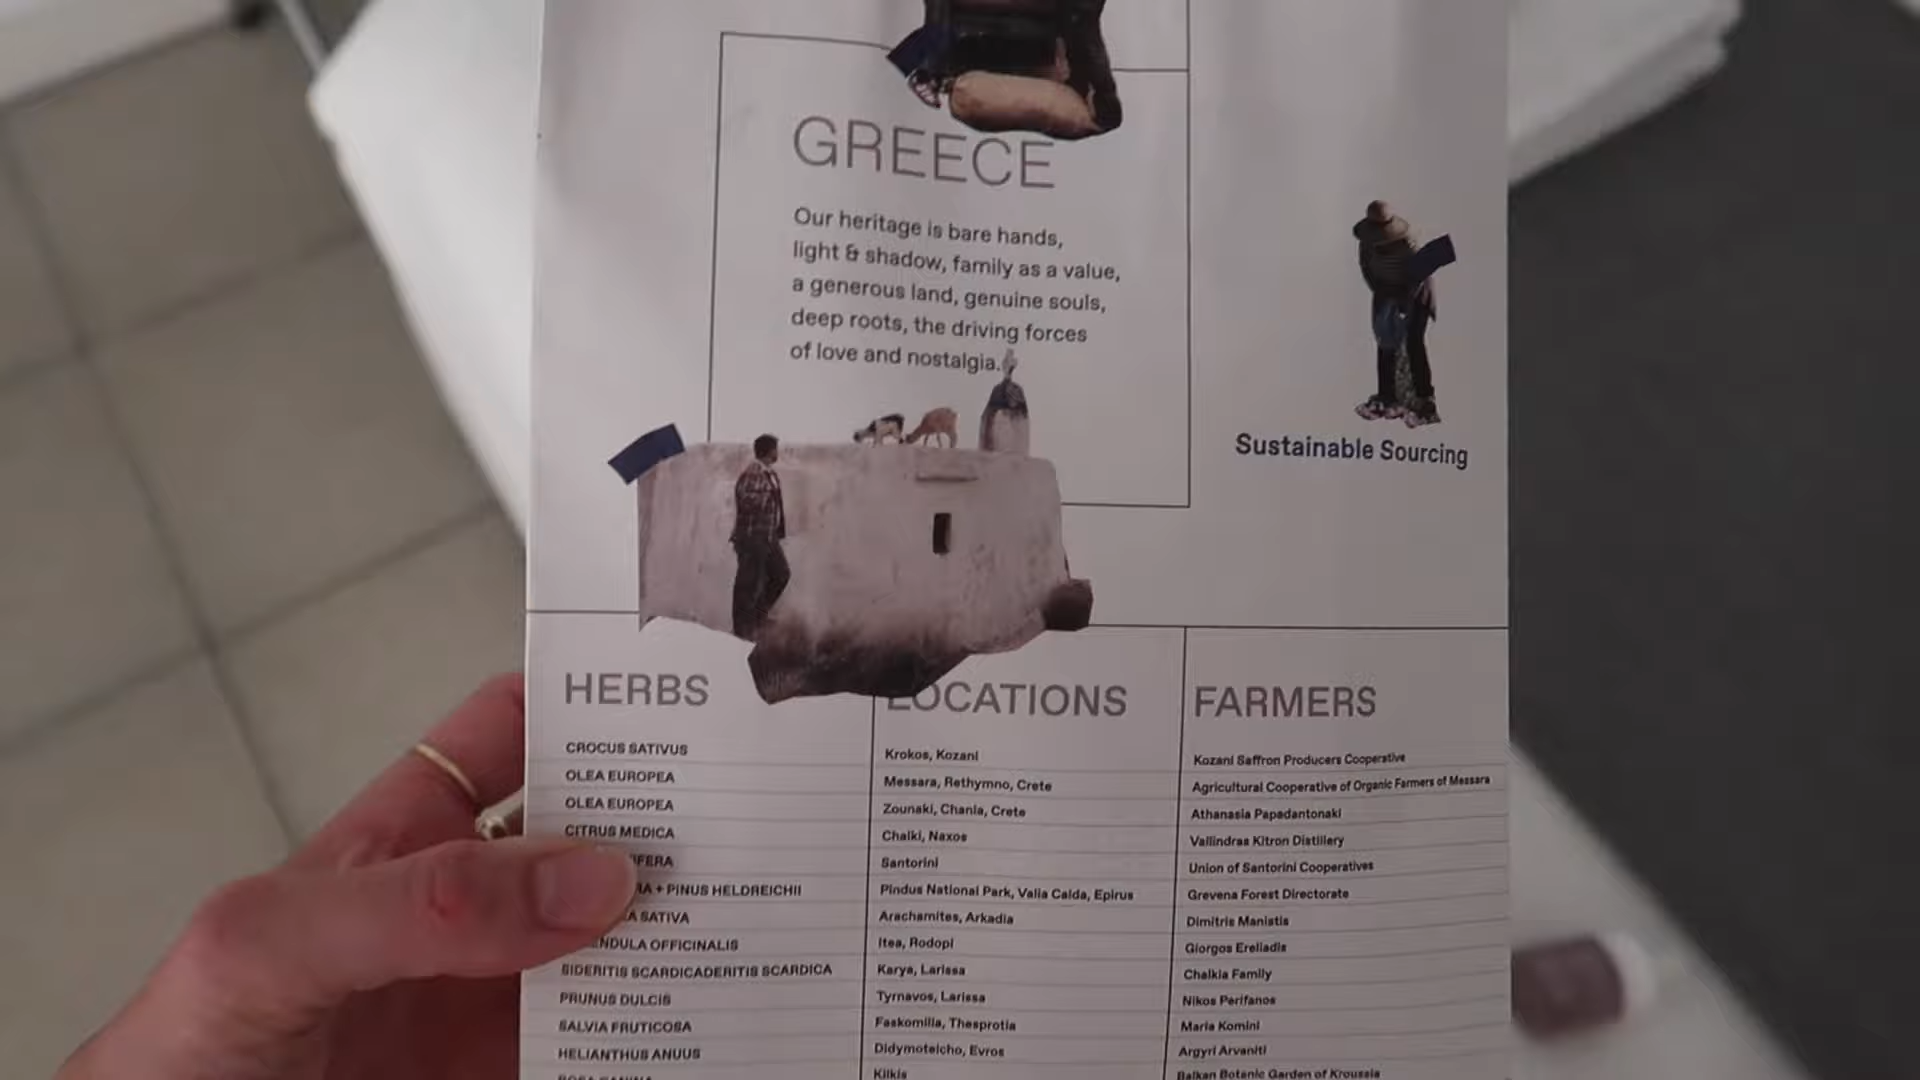 GREECE
Our heritage is bare hands,
light & shadow, family as a value,
a generous land, genuine souls,
deep roots, the driving forces
of love and nostalgia.
Sustainable Sourcing
HERBS
CROCUS SATIVUS
OLEA EUROPEA
OLEA EUROPEA
CITRUS MEDICA
+ PINUS HELDREICHII
SATIVA
OFFICINALIS
SIDERITIS SCARDICADERITIS SCARDICA
PRUNUS DULCIS
SALVIA FRUTICOSA
HELIANTHUS ANUUS
LOCATIONS
Krokos, Kozani
Messara, Rethymno, Crete
Zounaki, Chania, Crete
Chalki, Naxos
Santorini
Pindus National Park, Valia Calda, Epirus
Arachamites, Arkadia
Itea, Rodopi
Karya, Larissa
Tyrnavos, Larissa
Faskomilia, Thesprotia
Didymoteicho, Evros
Kilkis
FARMERS
Kozani Saffron Producers Cooperative
Agricultural Cooperative of Organic Farmers of Messara
Athanasia Papadantonaki
Vallindras Kitron Distillery
Union of Santorini Cooperatives
Grevena Forest Directorate
Dimitris Maniatis
Giorgos Ereliadis
Chalkia Family
Nikos Perifanos
Maria Komini
Argyri Arvaniti
Balkan Botanic Garden of Kroussia